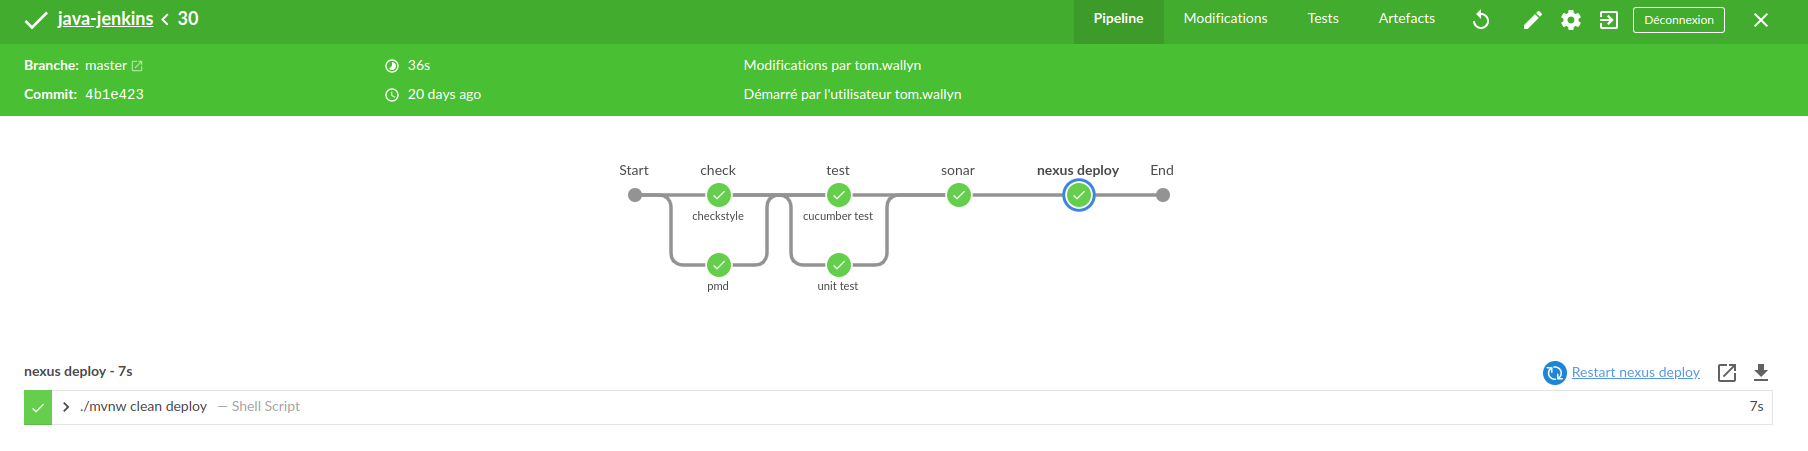 java-jenkins < 30
Pipeline Modifications Tests Artefacts Déconnexion
Branche: master 36s Modifications par tom.wallyn
Commit: 4b1e423 20 days ago Démarré par l'utilisateur tom.wallyn
Start check test sonar nexus deploy End
checkstyle cucumber test
pmd unit test
nexus deploy - 7s Restart nexus deploy
./mvnw clean deploy — Shell Script 7s